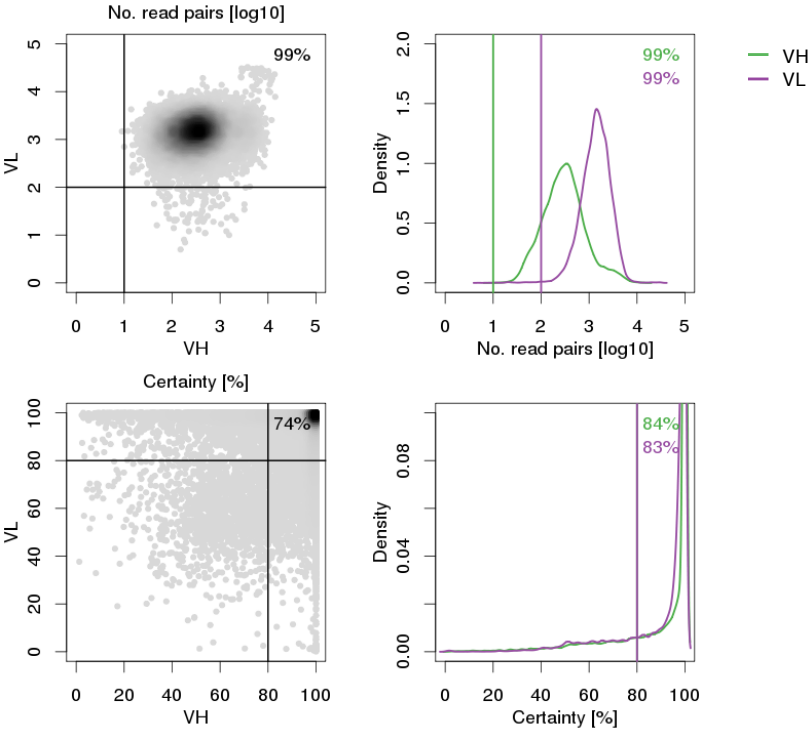 No. read pairs [log10]
5
4
3
2
1
0
VL
99%
0 1 2 3 4 5
VH
2.0
1.5
1.0
0.5
0.0
Density
99%
99%
0 1 2 3 4 5
No. read pairs [log10]
VH
VL
Certainty [%]
100
80
60
40
20
0
VL
74%
0 20 40 60 80 100
VH
0.08
0.04
0.00
Density
84%
83%
0 20 40 60 80 100
Certainty [%]